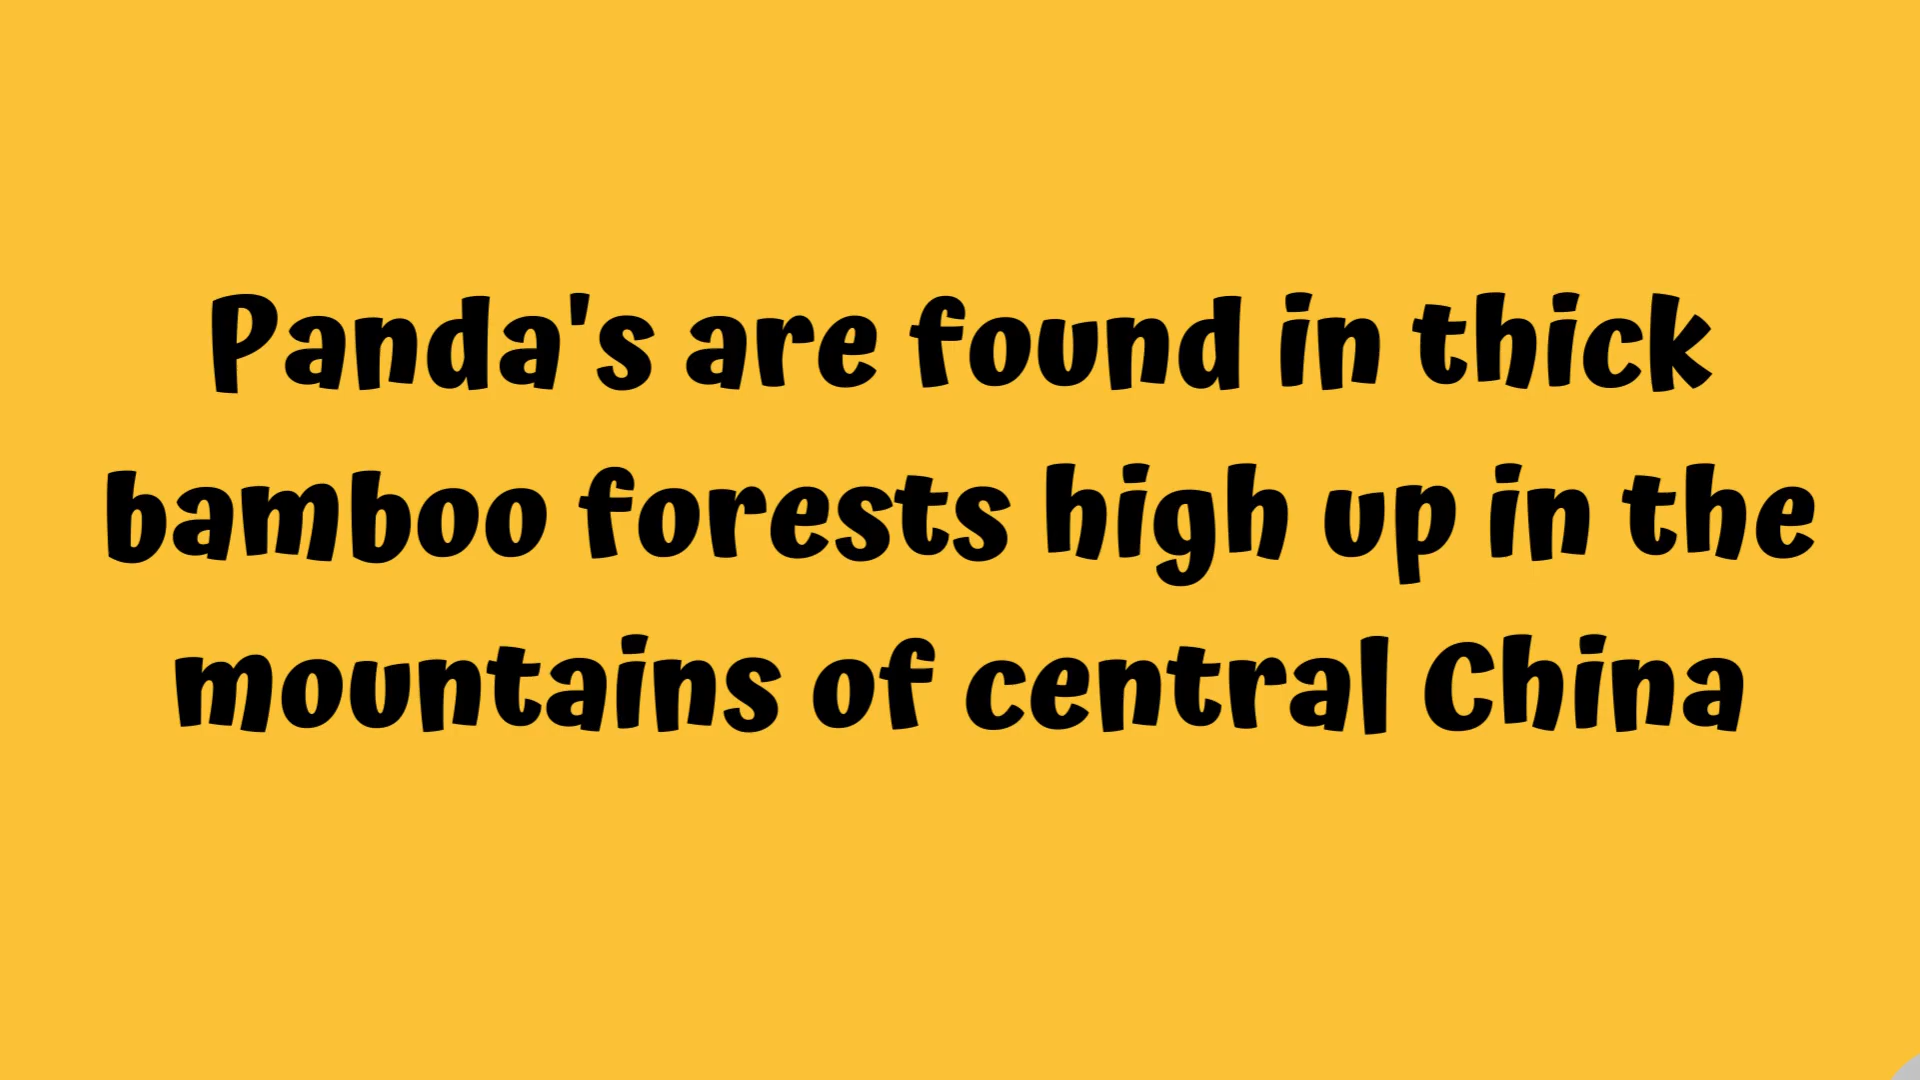 Panda's are found in thick
bamboo forests high up in the
mountains of central China